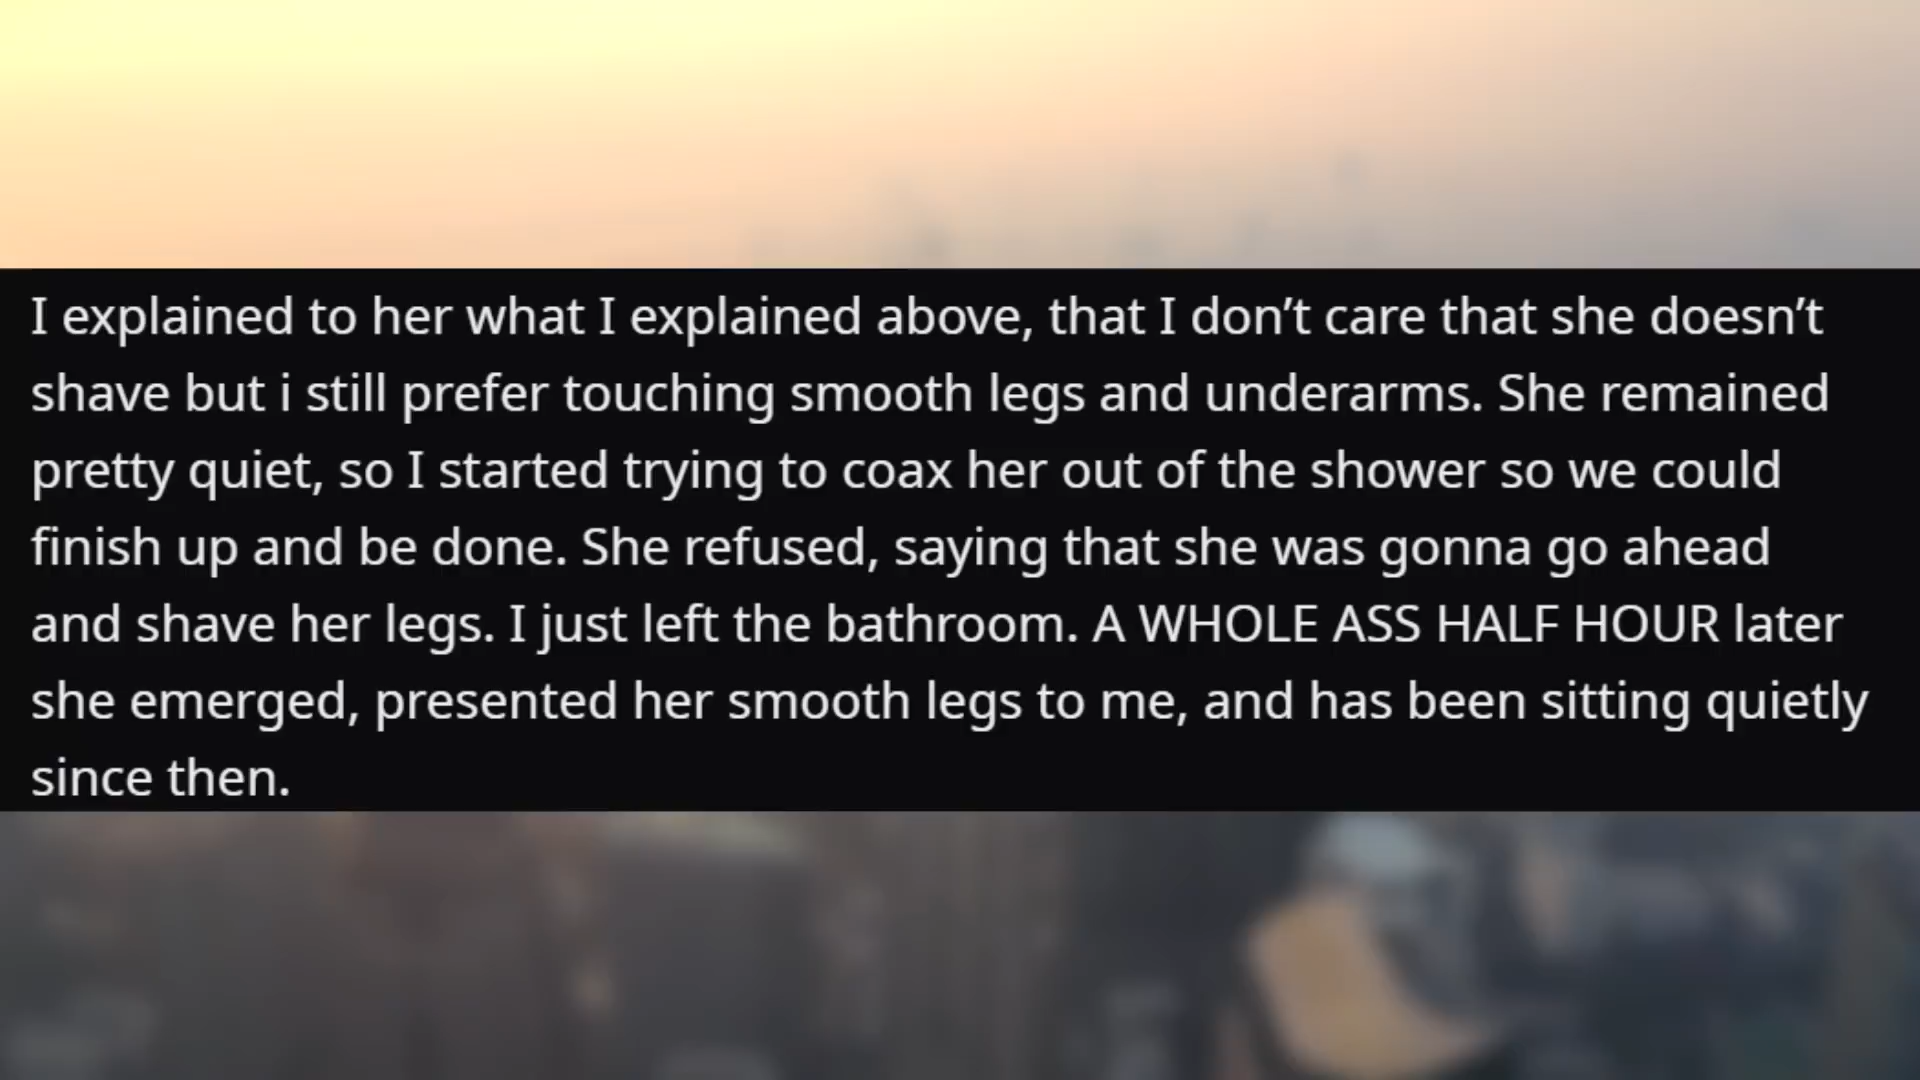 I explained to her what I explained above, that I don’t care that she doesn’t
shave but i still prefer touching smooth legs and underarms. She remained
pretty quiet, so I started trying to coax her out of the shower so we could
finish up and be done. She refused, saying that she was gonna go ahead
and shave her legs. I just left the bathroom. A WHOLE ASS HALF HOUR later
she emerged, presented her smooth legs to me, and has been sitting quietly
since then.